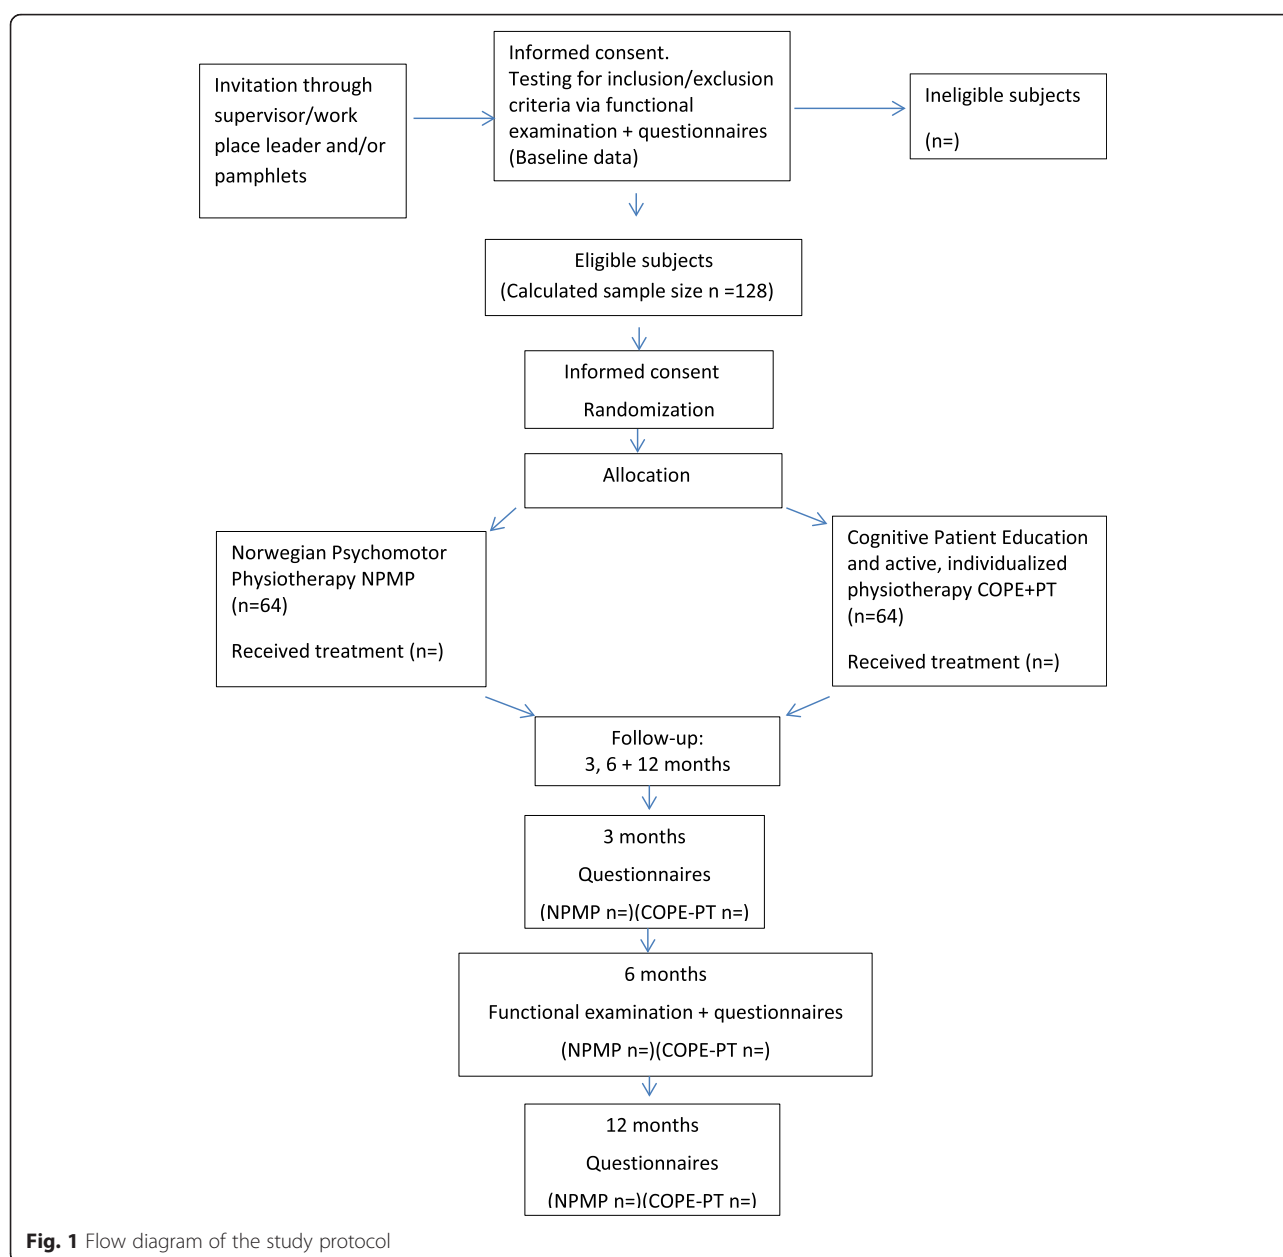 Invitation through
supervisor/work
place leader and/or
pamphlets
Informed consent.
Testing for inclusion/exclusion
criteria via functional
examination + questionnaires
(Baseline data)
Ineligible subjects
(n=)
Eligible subjects
(Calculated sample size n =128)
Informed consent
Randomization
Allocation
Norwegian Psychomotor
Physiotherapy NPMP
(n=64)
Received treatment (n=)
Cognitive Patient Education
and active, individualized
physiotherapy COPE+PT
(n=64)
Received treatment (n=)
Follow-up:
3, 6 + 12 months
3 months
Questionnaires
(NPMP n=)(COPE-PT n=)
6 months
Functional examination + questionnaires
(NPMP n=)(COPE-PT n=)
12 months
Questionnaires
(NPMP n=)(COPE-PT n=)
Fig. 1 Flow diagram of the study protocol